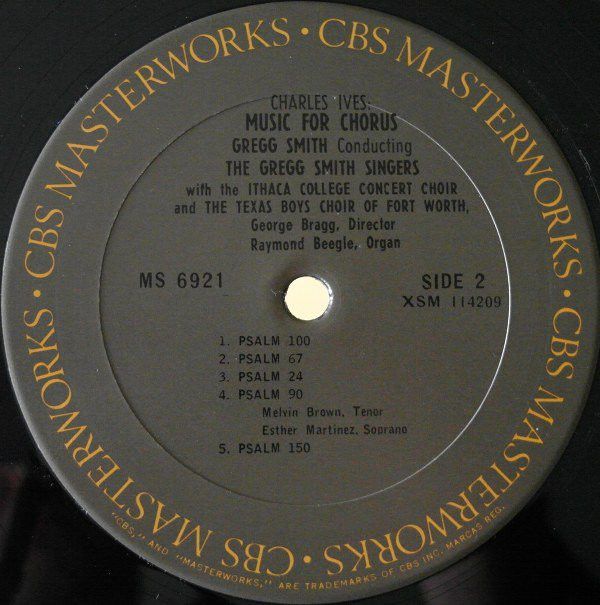 CBS MASTERWORKS • CBS MASTERWORKS • CBS MASTERWORKS • CBS MASTERWORKS • CBS MASTERWORKS •
CHARLES IVES:
MUSIC FOR CHORUS
GREGG SMITH Conducting
THE GREGG SMITH SINGERS
with the ITHACA COLLEGE CONCERT CHOIR
and THE TEXAS BOYS CHOIR OF FORT WORTH,
George Bragg, Director
Raymond Beegle, Organ
MS 6921
SIDE 2
XSM 114209
1. PSALM 100
2. PSALM 67
3. PSALM 24
4. PSALM 90
Melvin Brown, Tenor
Esther Martinez, Soprano
5. PSALM 150
"CBS," AND "MASTERWORKS," ARE TRADEMARKS OF CBS INC. MARCAS REG.